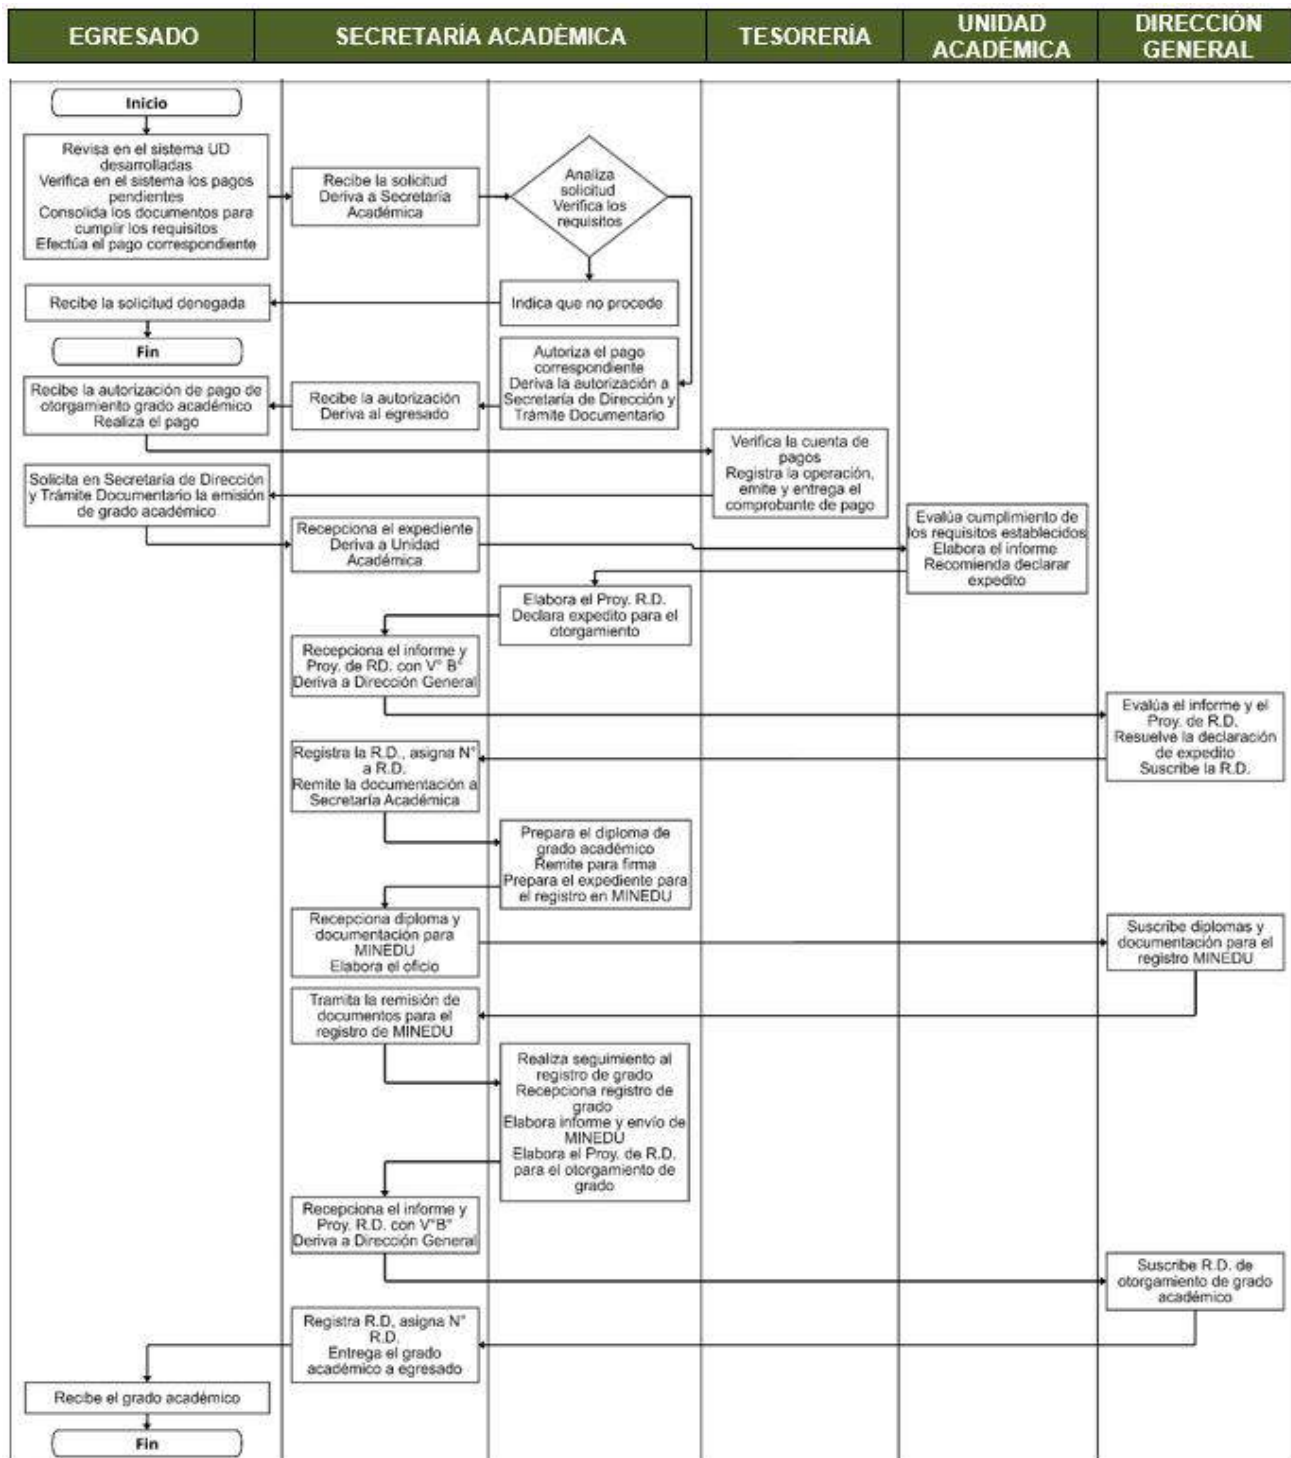 EGRESADO
SECRETARÍA ACADÉMICA
TESORERÍA
UNIDAD
ACADÉMICA
DIRECCIÓN
GENERAL
Inicio
Revisa en el sistema UD
desarrolladas
Verifica en el sistema los pagos
pendientes
Consolida los documentos para
cumplir los requisitos
Efectúa el pago correspondiente
Recibe la solicitud
Deriva a Secretaría
Académica
Analiza
solicitud
Verifica los
requisitos
Indica que no procede
Recibe la solicitud denegada
Fin
Autoriza el pago
correspondiente
Deriva la autorización a
Secretaría de Dirección y
Trámite Documentario
Recibe la autorización
Deriva al egresado
Recibe la autorización de pago de
otorgamiento grado académico
Realiza el pago
Verifica la cuenta de
pagos
Registra la operación,
emite y entrega el
comprobante de pago
Solicita en Secretaría de Dirección
y Trámite Documentario la emisión
de grado académico
Recepciona el expediente
Deriva a Unidad
Académica
Evalúa cumplimiento de
los requisitos establecidos
Elabora el informe
Recomienda declarar
expedito
Elabora el Proy. R.D.
Declara expedito para el
otorgamiento
Recepciona el informe y
Proy. de RD. con V° B°
Deriva a Dirección General
Evalúa el informe y el
Proy. de R.D.
Resuelve la declaración
de expedito
Suscribe la R.D.
Registra la R.D., asigna N°
a R.D.
Remite la documentación a
Secretaría Académica
Prepara el diploma de
grado académico
Remite para firma
Prepara el expediente para
el registro en MINEDU
Recepciona diploma y
documentación para
MINEDU
Elabora el oficio
Suscribe diplomas y
documentación para el
registro MINEDU
Tramita la remisión de
documentos para el
registro de MINEDU
Realiza seguimiento al
registro de grado
Recepciona registro de
grado
Elabora informe y envío de
MINEDU
Elabora el Proy. de R.D.
para el otorgamiento de
grado
Recepciona el informe y
Proy. R.D. con V°B°
Deriva a Dirección General
Suscribe R.D. de
otorgamiento de grado
académico
Registra R.D, asigna N°
R.D.
Entrega el grado
académico a egresado
Recibe el grado académico
Fin